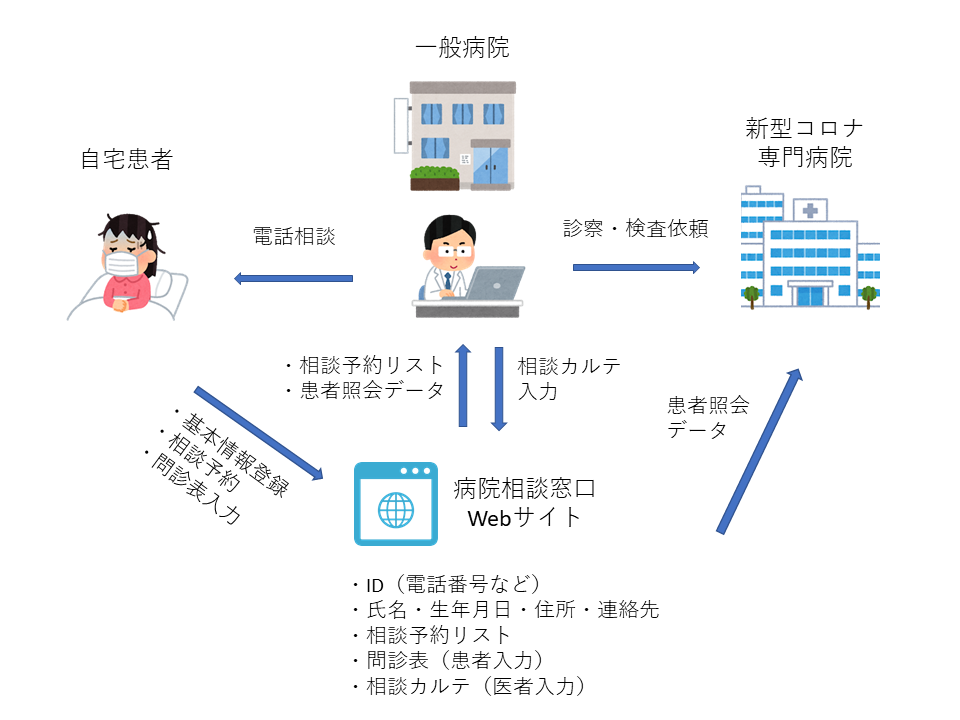 一般病院
新型コロナ
専門病院
自宅患者
電話相談
診察・検査依頼
・相談予約リスト
・患者照会データ
相談カルテ
入力
患者照会
データ
・基本情報登録
・相談予約
・問診表入力
病院相談窓口
Webサイト
・ID（電話番号など）
・氏名・生年月日・住所・連絡先
・相談予約リスト
・問診表（患者入力）
・相談カルテ（医者入力）